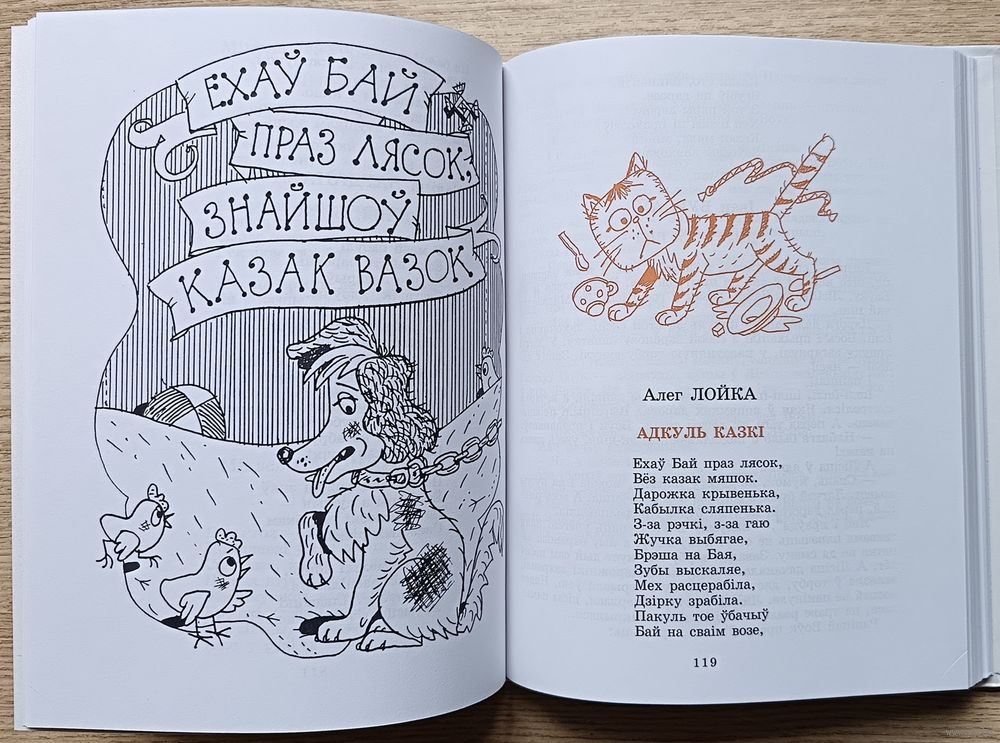 ЕХАЎ БАЙ
ПРАЗ ЛЯСОК,
ЗНАЙШОЎ
КАЗАК ВАЗОК
Алег ЛОЙКА
АДКУЛЬ КАЗКІ
Ехаў Бай праз лясок,
Вёз казак мяшок.
Дарожка крывенька,
Кабылка сляпенька.
З-за рэчкі, з-за гаю
Жучка выбягае,
Брэша на Бая,
Зубы выскаляе,
Мех расцерабіла,
Дзірку зрабіла.
Пакуль тое ўбачыў
Бай на сваім возе,
119